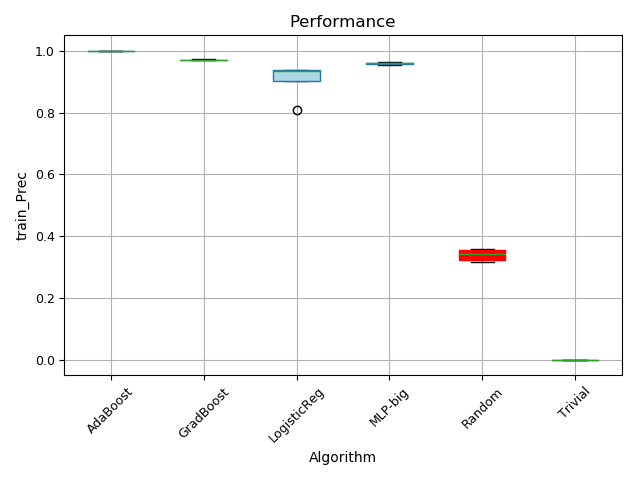 Performance
train_Prec
1.0
0.8
0.6
0.4
0.2
0.0
AdaBoost
GradBoost
LogisticReg
MLP-big
Random
Trivial
Algorithm